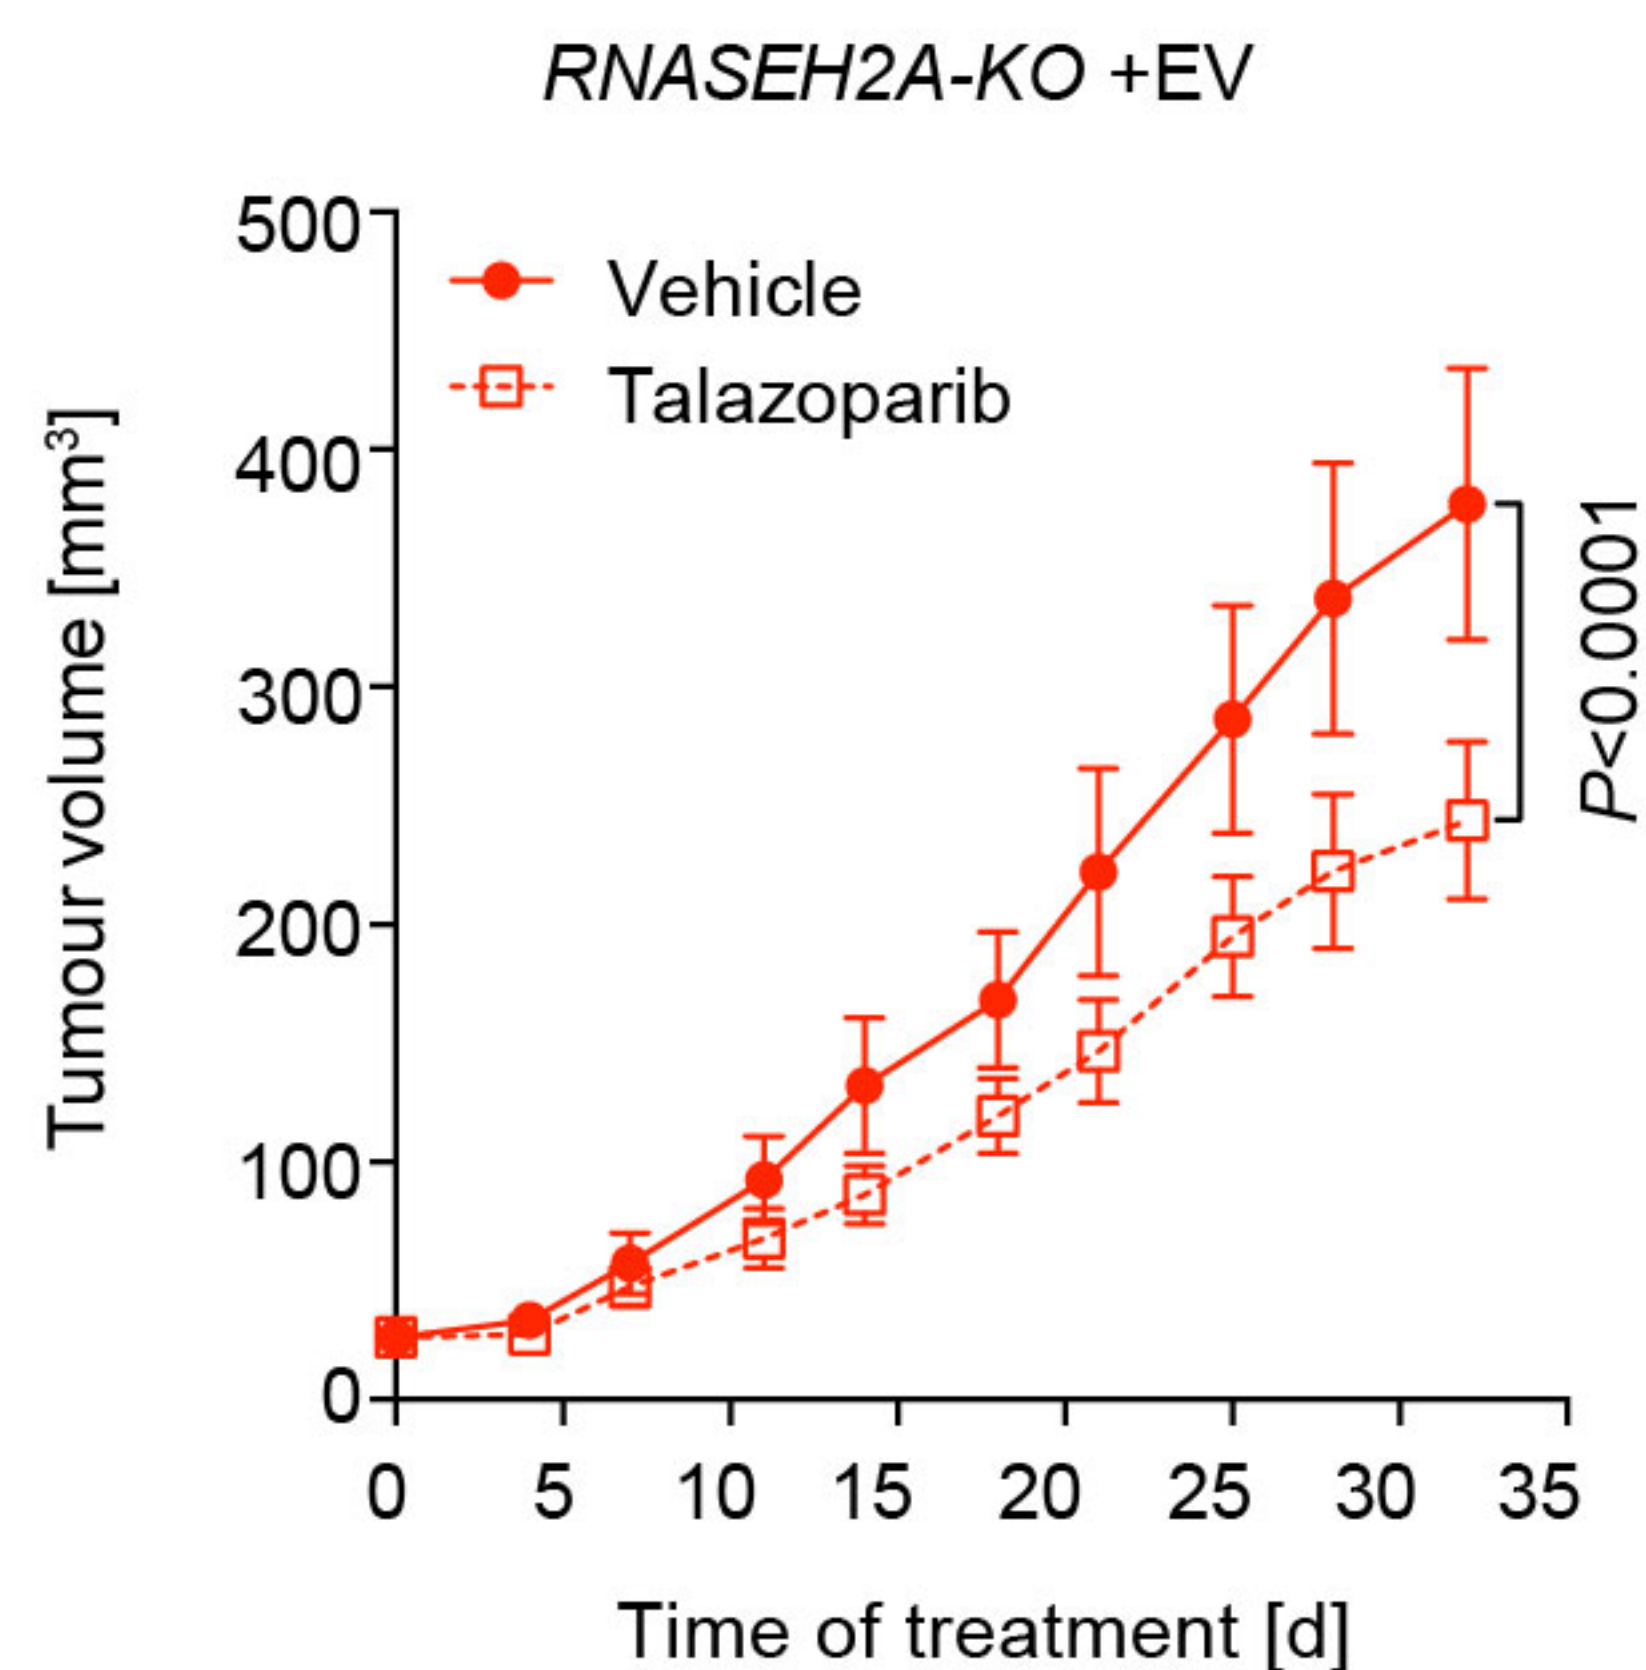 RNASEH2A-KO +EV
500
400
300
200
100
0
Vehicle
Talazoparib
Tumour volume [mm³]
P<0.0001
0 5 10 15 20 25 30 35
Time of treatment [d]